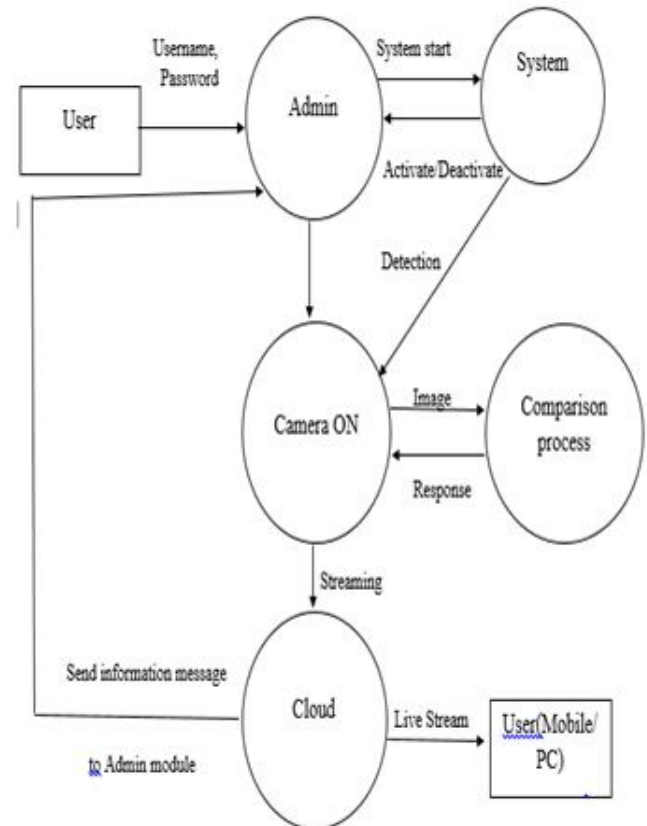 Username,
Password
System start
System
User
Admin
Activate/Deactivate
Detection
Camera ON
Image
Comparison
process
Response
Streaming
Send information message
Cloud
Live Stream
User(Mobile/
PC)
to Admin module